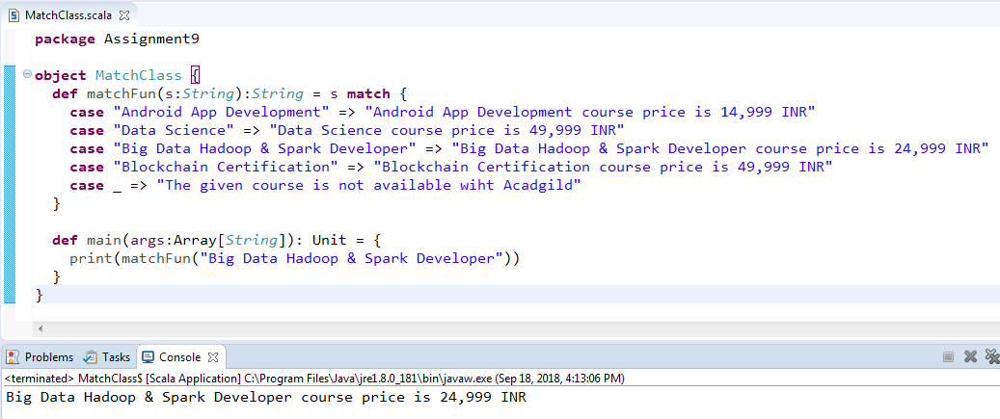 MatchClass.scala
package Assignment9
object MatchClass {
def matchFun(s:String):String = s match {
case "Android App Development" => "Android App Development course price is 14,999 INR"
case "Data Science" => "Data Science course price is 49,999 INR"
case "Big Data Hadoop & Spark Developer" => "Big Data Hadoop & Spark Developer course price is 24,999 INR"
case "Blockchain Certification" => "Blockchain Certification course price is 49,999 INR"
case _ => "The given course is not available wiht Acadgild"
}
def main(args:Array[String]): Unit = {
print(matchFun("Big Data Hadoop & Spark Developer"))
}
}
Problems Tasks Console
<terminated> MatchClass$ [Scala Application] C:\Program Files\Java\jre1.8.0_181\bin\javaw.exe (Sep 18, 2018, 4:13:06 PM)
Big Data Hadoop & Spark Developer course price is 24,999 INR